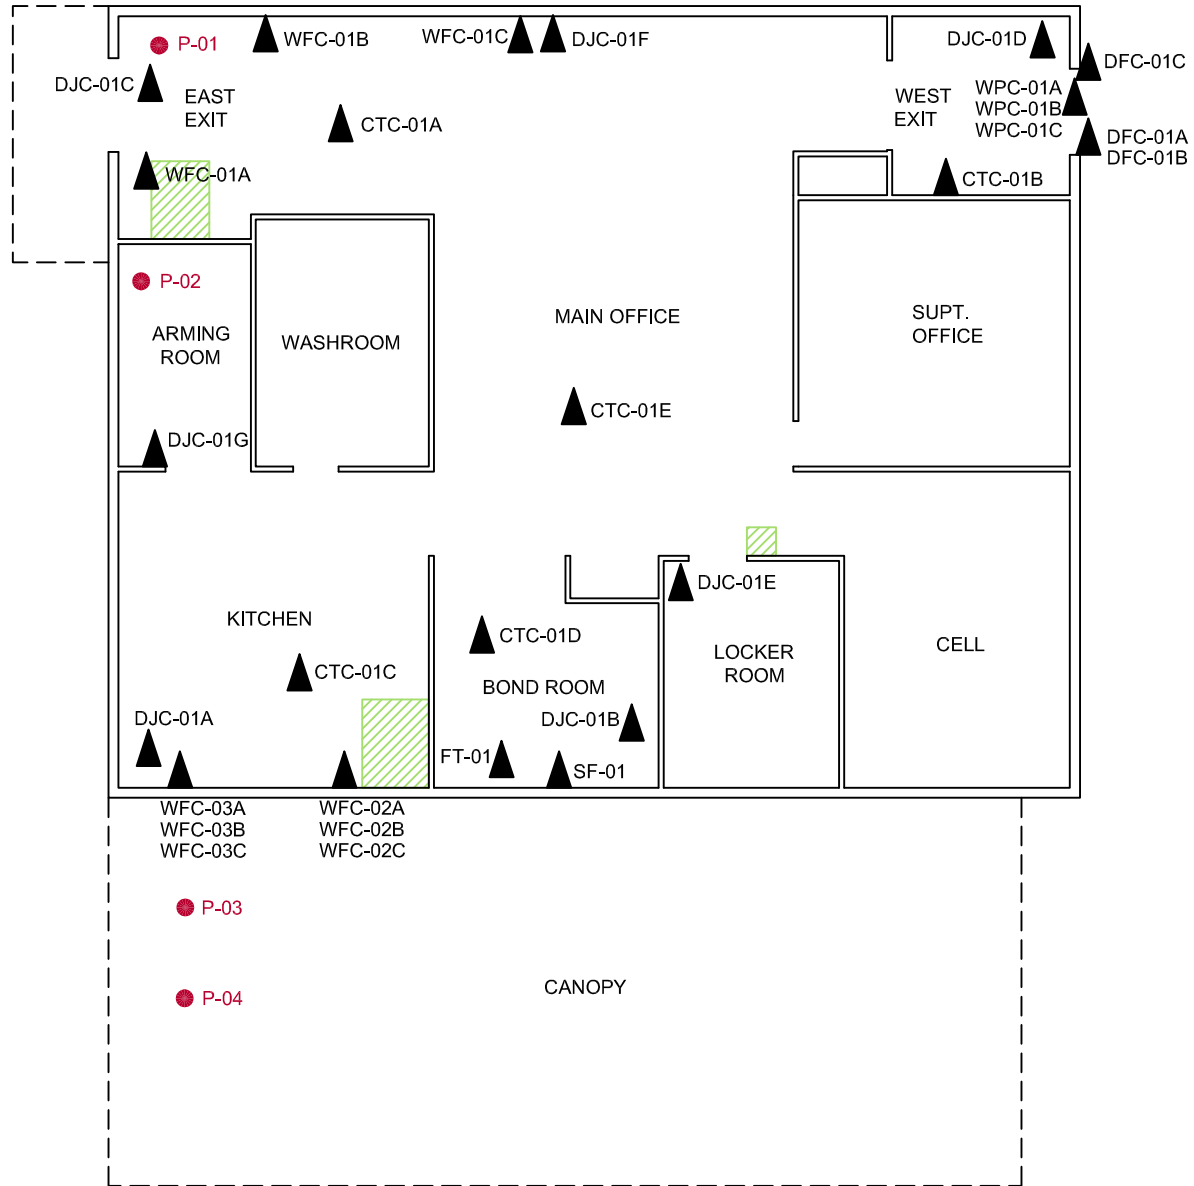 P-01
WFC-01B
WFC-01C
DJC-01F
DJC-01D
DFC-01C
DJC-01C
EAST
EXIT
CTC-01A
WEST
EXIT
WPC-01A
WPC-01B
WPC-01C
DFC-01A
DFC-01B
WFC-01A
CTC-01B
P-02
ARMING
ROOM
WASHROOM
MAIN OFFICE
SUPT.
OFFICE
CTC-01E
DJC-01G
DJC-01E
KITCHEN
CTC-01D
LOCKER
ROOM
CELL
CTC-01C
BOND ROOM
DJC-01A
DJC-01B
FT-01
SF-01
WFC-03A
WFC-03B
WFC-03C
WFC-02A
WFC-02B
WFC-02C
P-03
P-04
CANOPY